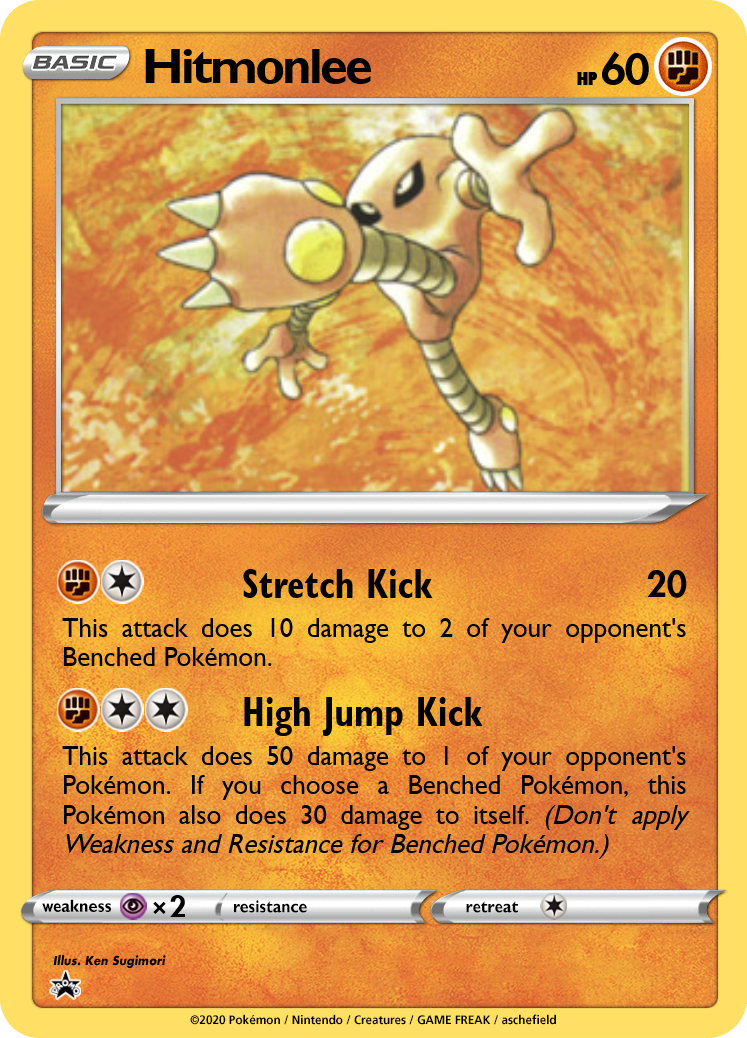 BASIC
Hitmonlee
HP 60
Stretch Kick 20
This attack does 10 damage to 2 of your opponent's
Benched Pokémon.
High Jump Kick
This attack does 50 damage to 1 of your opponent's
Pokémon. If you choose a Benched Pokémon, this
Pokémon also does 30 damage to itself. (Don't apply
Weakness and Resistance for Benched Pokémon.)
weakness ×2 resistance retreat
Illus. Ken Sugimori
PROMO
©2020 Pokémon / Nintendo / Creatures / GAME FREAK / aschefield